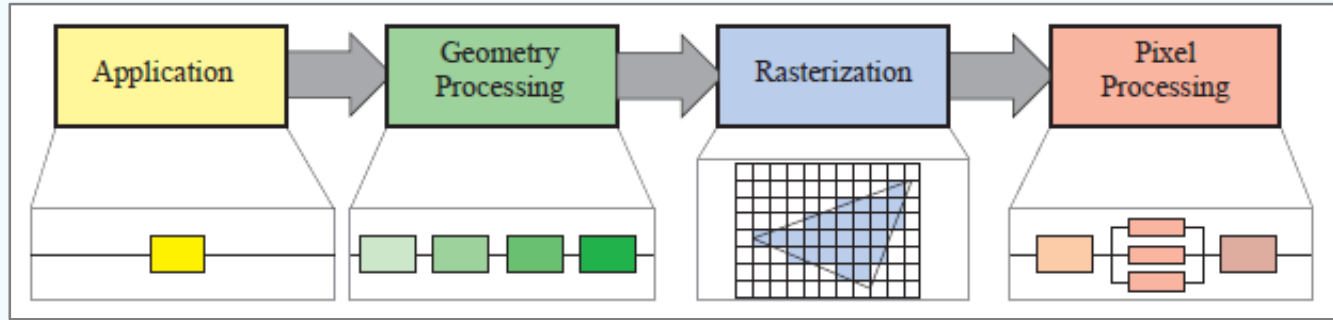 Application
Geometry
Processing
Rasterization
Pixel
Processing